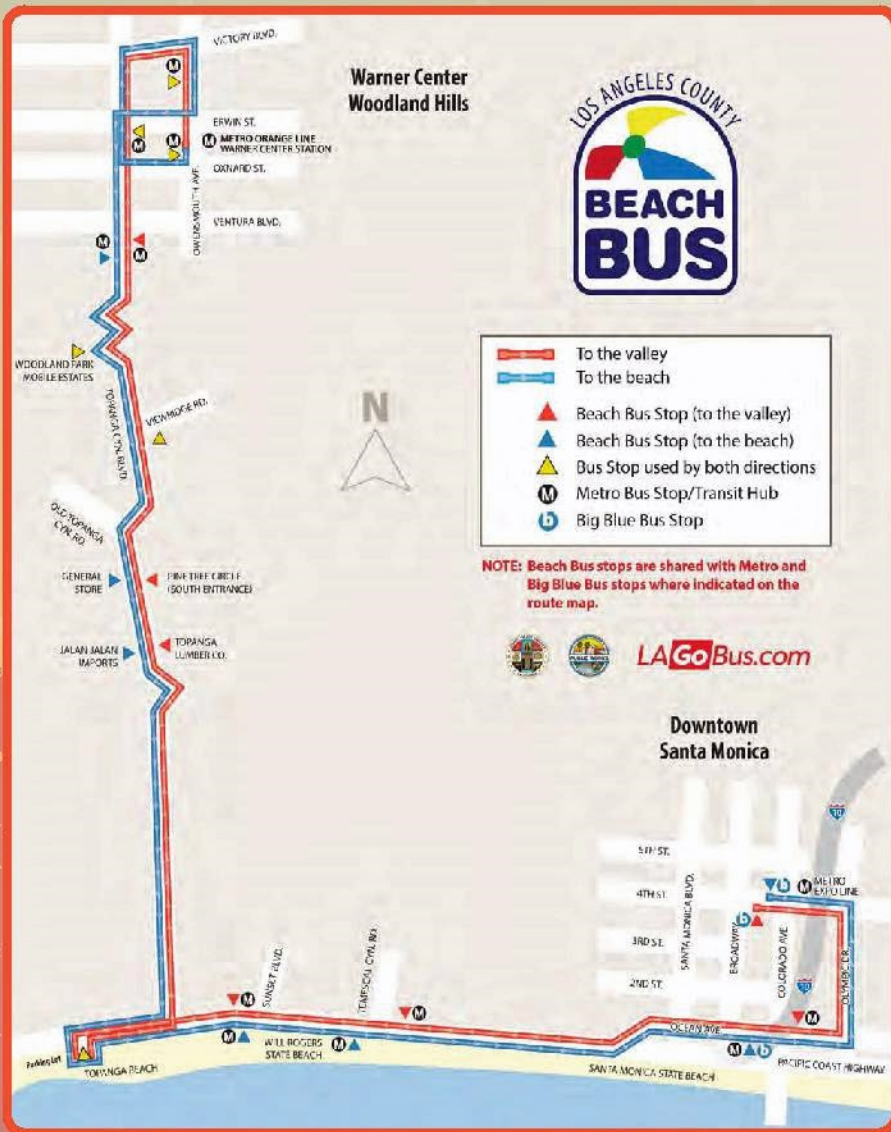 VICTORY BLVD.
Warner Center
Woodland Hills
LOS ANGELES COUNTY
BEACH
BUS
M
ERWIN ST.
M
M
M METRO ORANGE LINE
WARNER CENTER STATION
OXNARD ST.
OWENSMOUTH AVE.
VENTURA BLVD.
M
M
WOODLAND PARK
MOBILE ESTATES
TOPANGA CYN. BLVD.
VIEWRIDGE RD.
N
To the valley
To the beach
Beach Bus Stop (to the valley)
Beach Bus Stop (to the beach)
Bus Stop used by both directions
M Metro Bus Stop/Transit Hub
b Big Blue Bus Stop
NOTE: Beach Bus stops are shared with Metro and
Big Blue Bus stops where indicated on the
route map.
OLD TOPANGA
CYN. RD.
GENERAL
STORE
PINE TREE CIRCLE
(SOUTH ENTRANCE)
JALAN JALAN
IMPORTS
TOPANGA
LUMBER CO.
LAGoBus.com
Downtown
Santa Monica
10
5TH ST.
4TH ST.
3RD ST.
2ND ST.
SANTA MONICA BLVD.
BROADWAY
COLORADO AVE
OLYMPIC DR.
b M METRO
EXPO LINE
b
10
M
OCEAN AVE
M b
PACIFIC COAST HIGHWAY
SUNSET BLVD.
TEMESCAL CYN. RD.
M
M
M
WILL ROGERS
STATE BEACH
M
Parking Lot
TOPANGA BEACH
SANTA MONICA STATE BEACH